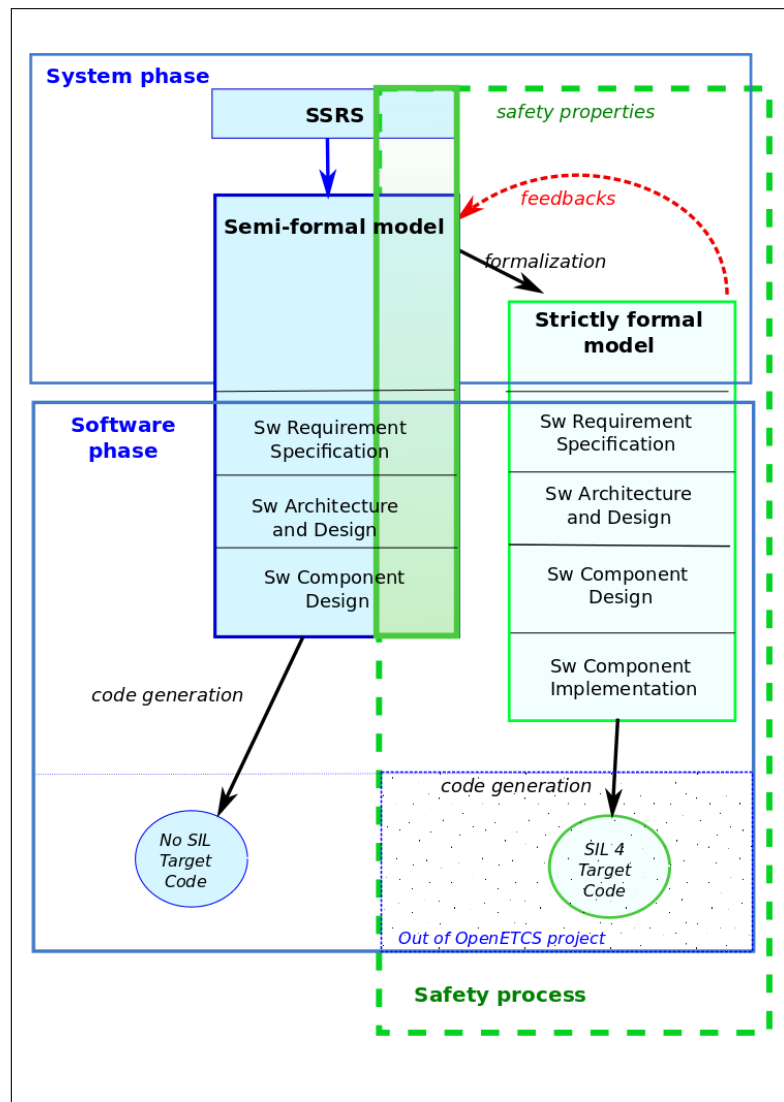 System phase
SSRS
safety properties
feedbacks
Semi-formal model
formalization
Strictly formal
model
Software
phase
Sw Requirement
Specification
Sw Architecture
and Design
Sw Component
Design
Sw Requirement
Specification
Sw Architecture
and Design
Sw Component
Design
Sw Component
Implementation
code generation
code generation
No SIL
Target
Code
SIL 4
Target
Code
Out of OpenETCS project
Safety process